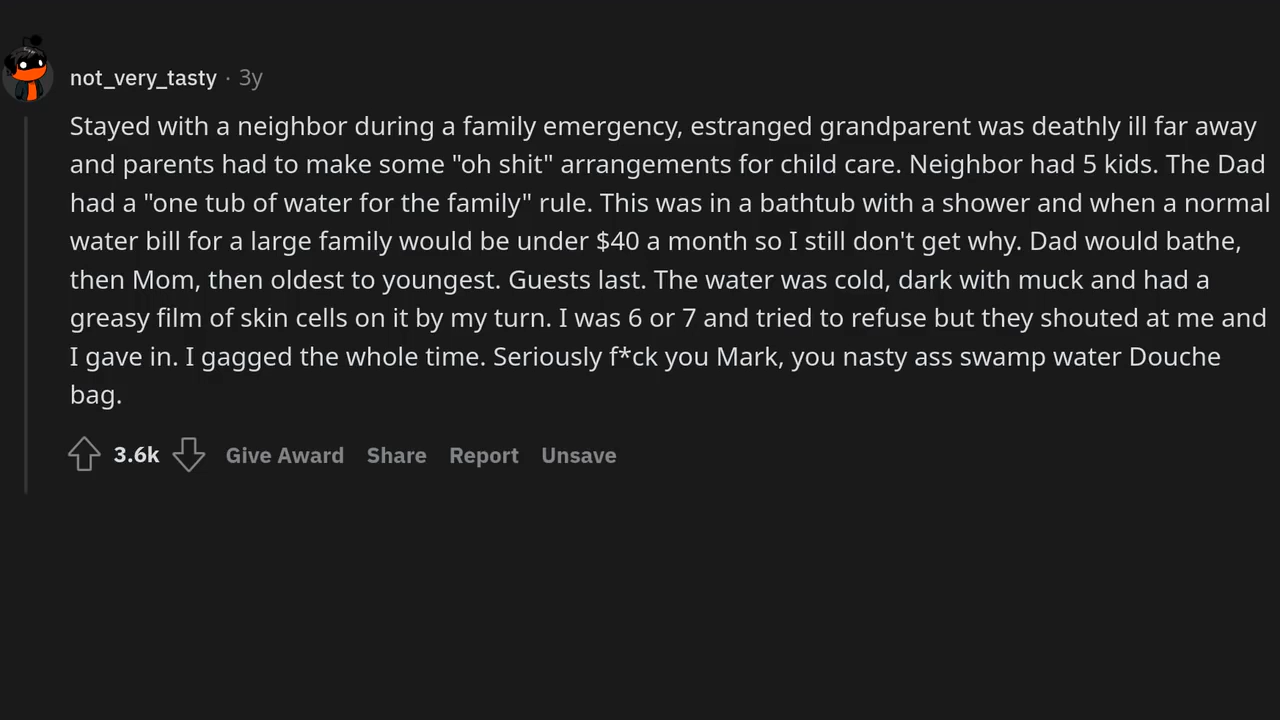 not_very_tasty · 3y
Stayed with a neighbor during a family emergency, estranged grandparent was deathly ill far away
and parents had to make some "oh shit" arrangements for child care. Neighbor had 5 kids. The Dad
had a "one tub of water for the family" rule. This was in a bathtub with a shower and when a normal
water bill for a large family would be under $40 a month so I still don't get why. Dad would bathe,
then Mom, then oldest to youngest. Guests last. The water was cold, dark with muck and had a
greasy film of skin cells on it by my turn. I was 6 or 7 and tried to refuse but they shouted at me and
I gave in. I gagged the whole time. Seriously f*ck you Mark, you nasty ass swamp water Douche
bag.
3.6k Give Award Share Report Unsave